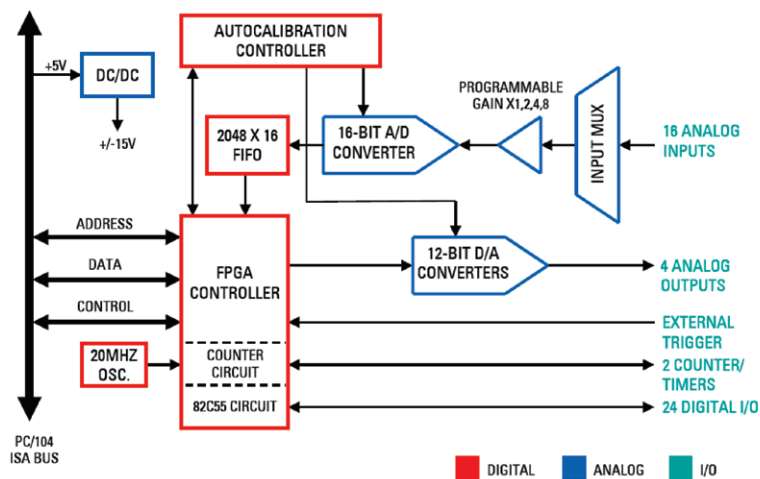 AUTOCALIBRATION
CONTROLLER
+5V
DC/DC
+/-15V
PROGRAMMABLE
GAIN X1,2,4,8
2048 X 16
FIFO
16-BIT A/D
CONVERTER
INPUT MUX
16 ANALOG
INPUTS
ADDRESS
DATA
CONTROL
FPGA
CONTROLLER
12-BIT D/A
CONVERTERS
4 ANALOG
OUTPUTS
EXTERNAL
TRIGGER
20MHZ
OSC.
COUNTER
CIRCUIT
2 COUNTER/
TIMERS
82C55 CIRCUIT
24 DIGITAL I/O
PC/104
ISA BUS
DIGITAL
ANALOG
I/O